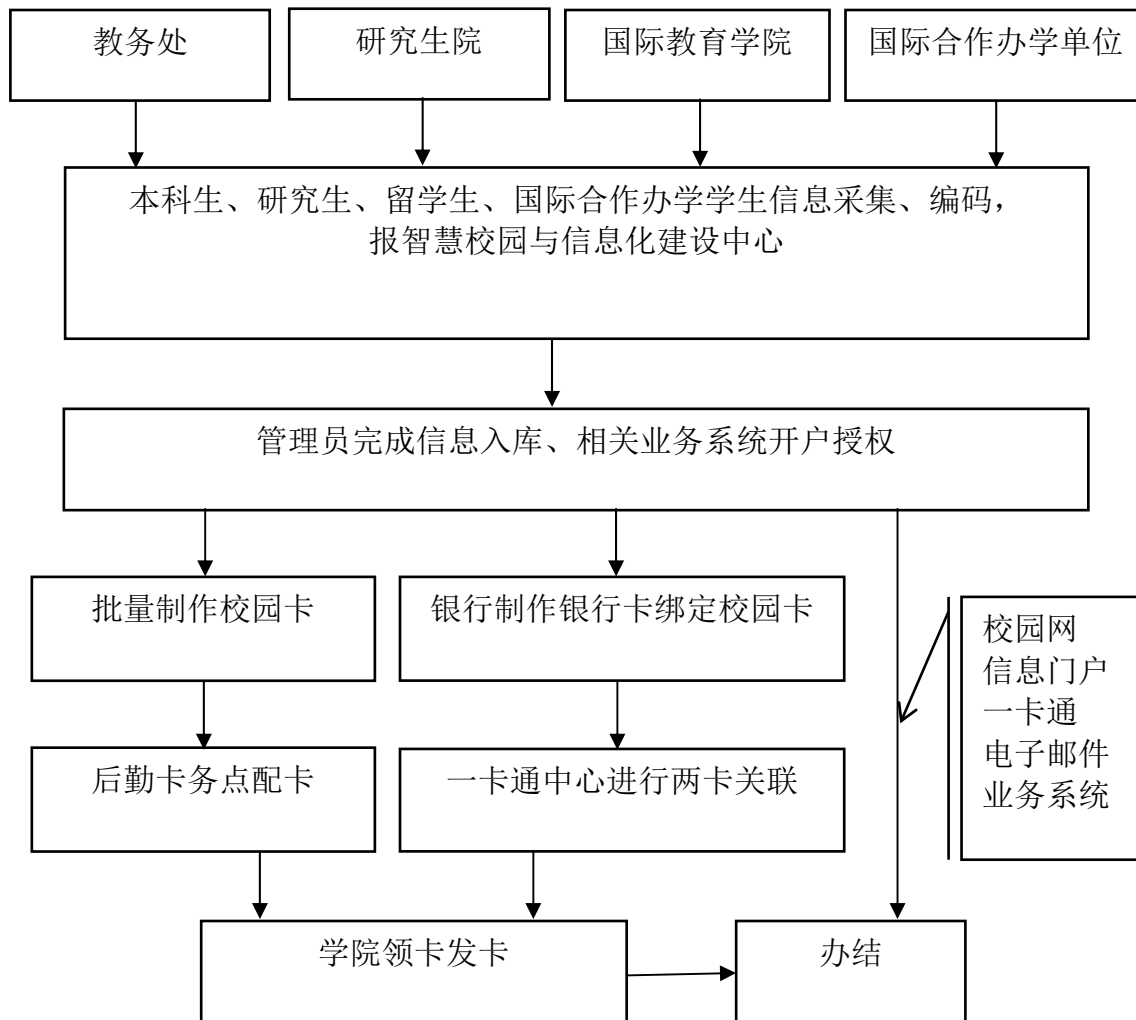 教务处
研究生院
国际教育学院
国际合作办学单位
本科生、研究生、留学生、国际合作办学学生信息采集、编码，
报智慧校园与信息化建设中心
管理员完成信息入库、相关业务系统开户授权
批量制作校园卡
银行制作银行卡绑定校园卡
校园网
信息门户
一卡通
电子邮件
业务系统
后勤卡务点配卡
一卡通中心进行两卡关联
学院领卡发卡
办结